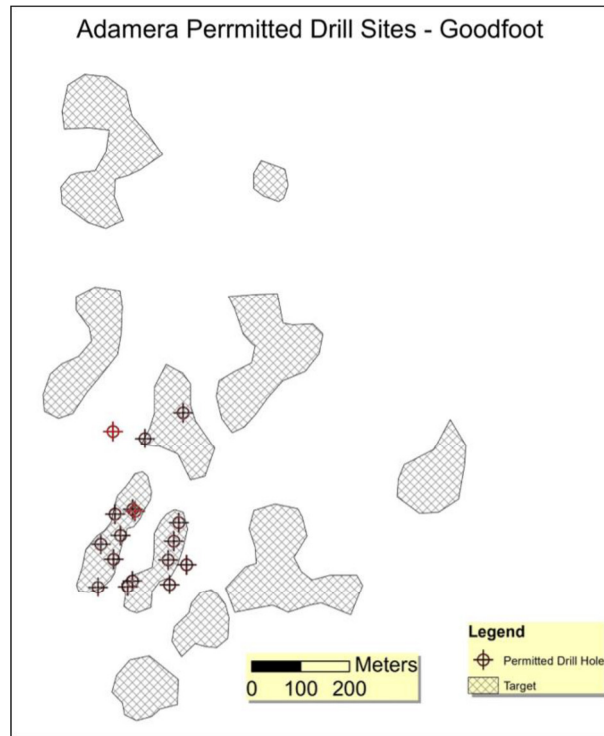 Adamera Perrmitted Drill Sites - Goodfoot
Legend
Permitted Drill Hole
Target
Meters
0 100 200